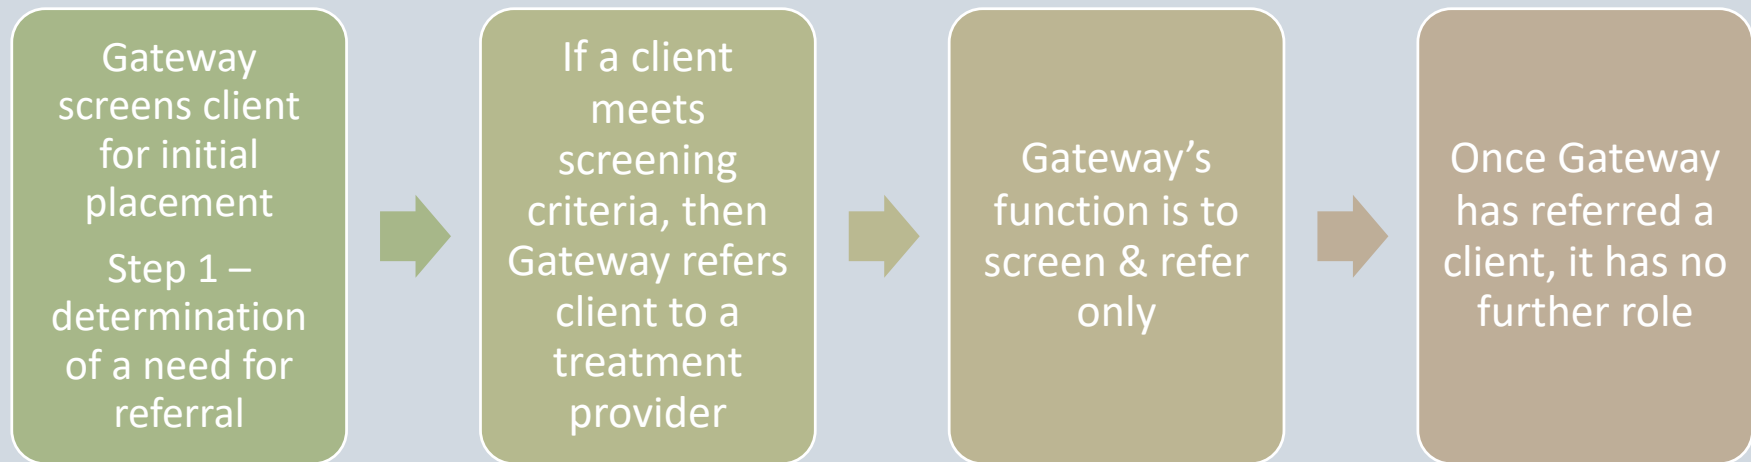 Gateway
screens client
for initial
placement
Step 1 –
determination
of a need for
referral
If a client
meets
screening
criteria, then
Gateway refers
client to a
treatment
provider
Gateway’s
function is to
screen & refer
only
Once Gateway
has referred a
client, it has no
further role